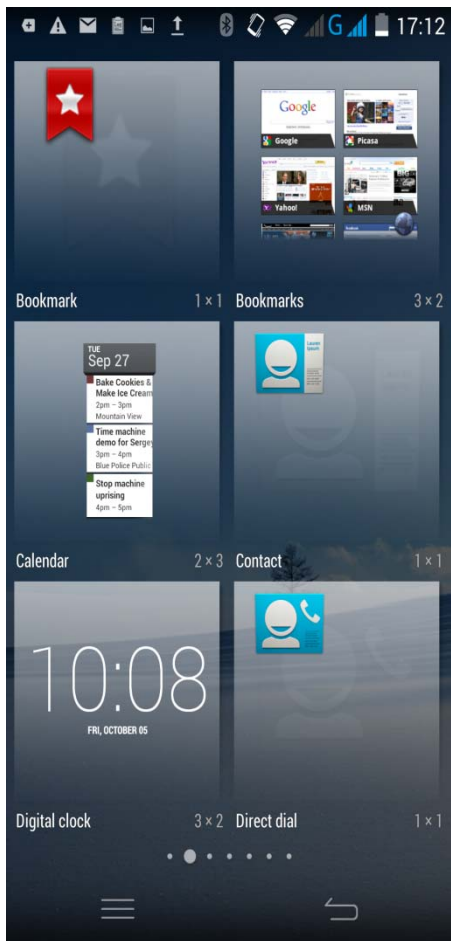 G 17:12
Google
Google
Picasa
Yahoo!
MSN
Bookmark 1 × 1
Bookmarks 3 × 2
TUE
Sep 27
Bake Cookies &
Make Ice Cream
2pm – 3pm
Mountain View
Time machine
demo for Sergey
3pm – 4pm
Blue Police Public
Stop machine
uprising
4pm – 5pm
Lorem
Ipsum
Calendar 2 × 3
Contact 1 × 1
10:08
FRI, OCTOBER 05
Digital clock 3 × 2
Direct dial 1 × 1